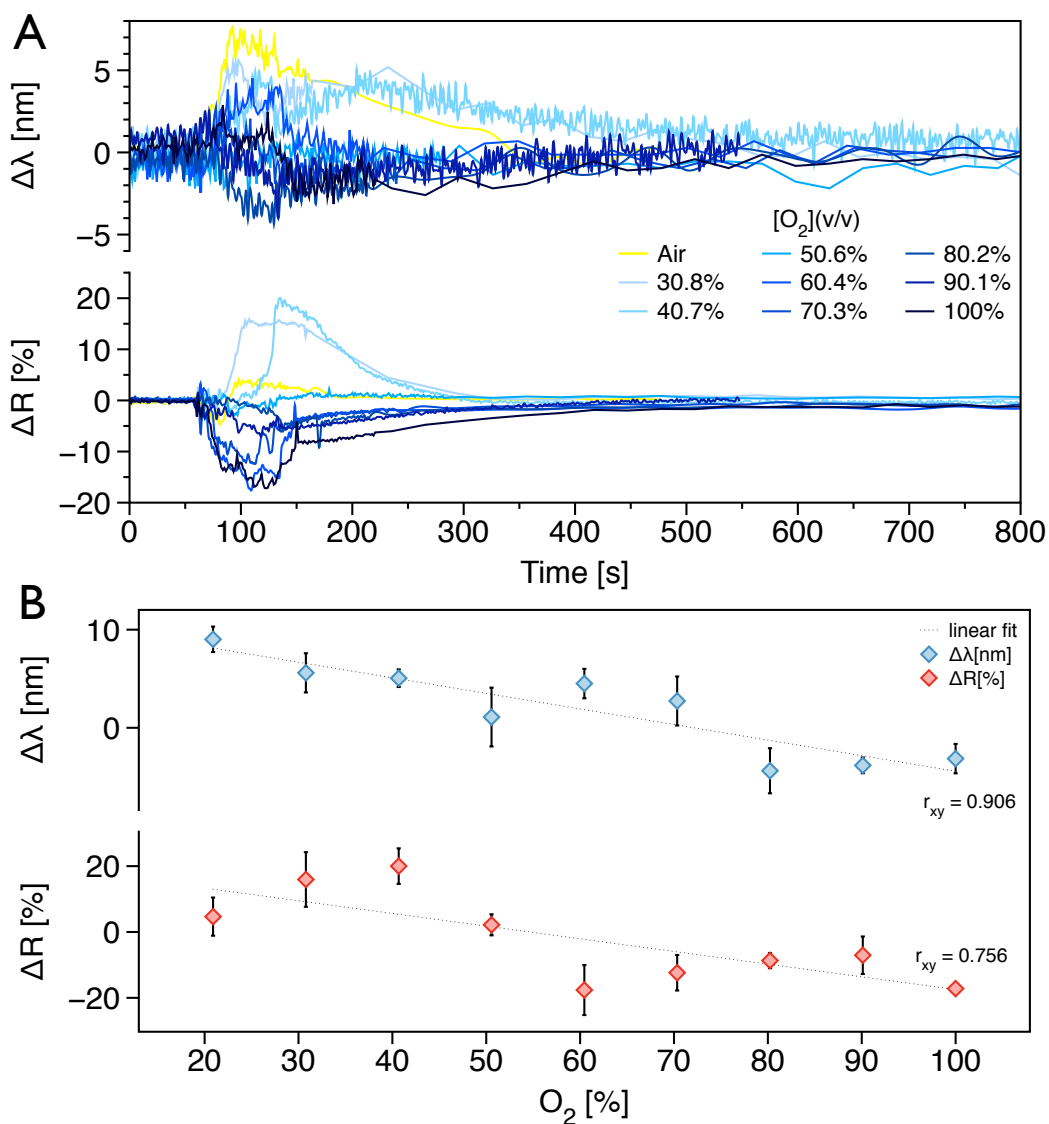 A
Δλ [nm]
5
0
−5
[O2](v/v)
Air
50.6%
80.2%
30.8%
60.4%
90.1%
40.7%
70.3%
100%
ΔR [%]
20
10
0
−10
−20
0 100 200 300 400 500 600 700 800
Time [s]
B
Δλ [nm]
10
0
linear fit
Δλ[nm]
ΔR[%]
rxy = 0.906
ΔR [%]
20
0
−20
rxy = 0.756
20 30 40 50 60 70 80 90 100
O2 [%]